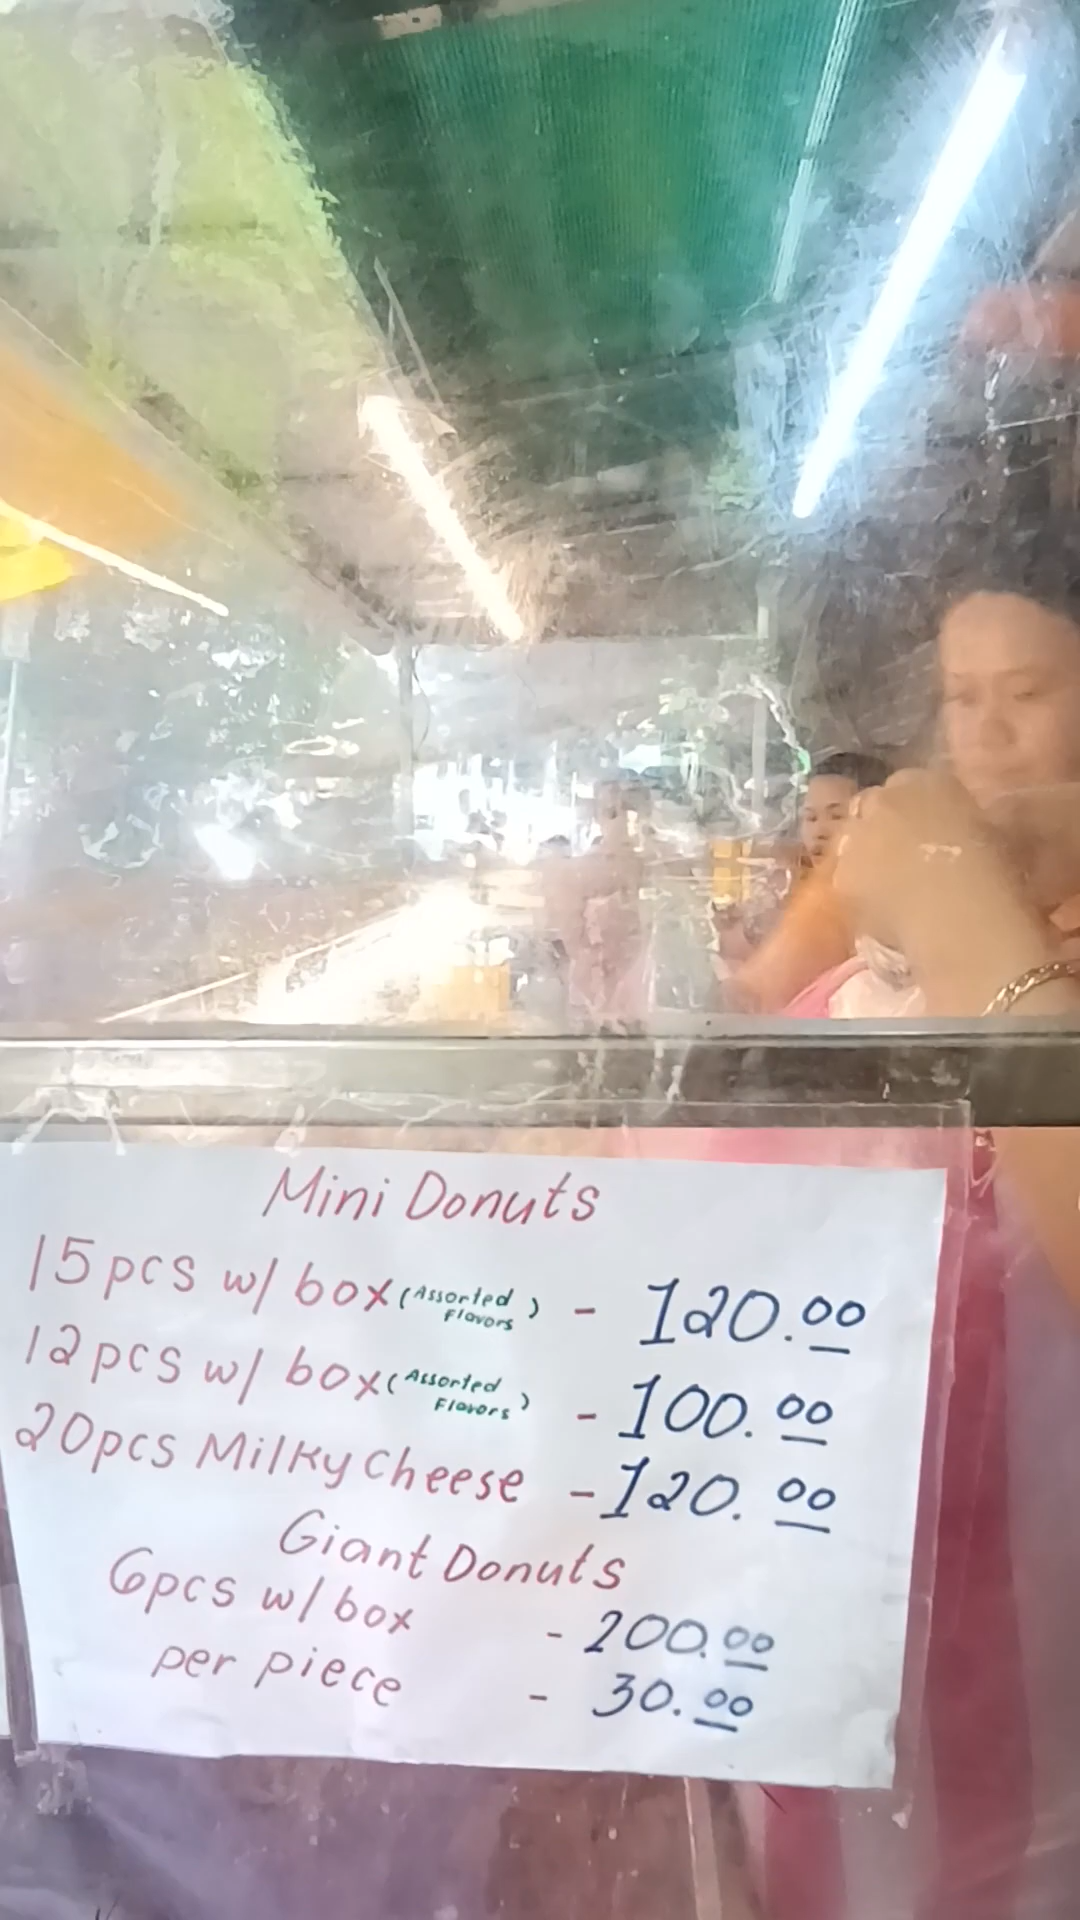 Mini Donuts
15pcs w/ box (Assorted Flavors) - 120.00
12pcs w/ box (Assorted Flavors) - 100.00
20pcs Milky Cheese - 120.00
Giant Donuts
6pcs w/ box - 200.00
per piece - 30.00